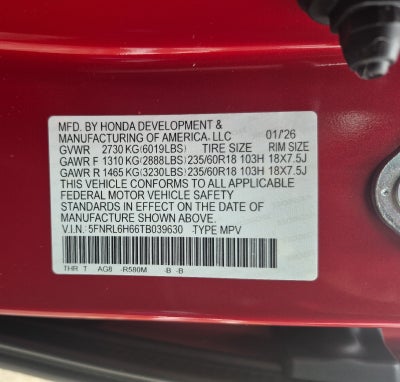 MFD. BY HONDA DEVELOPMENT &
MANUFACTURING OF AMERICA, LLC 01/'26
GVWR 2730 KG (6019LBS) TIRE SIZE RIM SIZE
GAWR F 1310 KG (2888LBS) 235/60R18 103H 18X7.5J
GAWR R 1465 KG (3230LBS) 235/60R18 103H 18X7.5J
THIS VEHICLE CONFORMS TO ALL APPLICABLE
FEDERAL MOTOR VEHICLE SAFETY
STANDARDS IN EFFECT ON THE DATE OF
MANUFACTURE SHOWN ABOVE.
V.I.N. 5FNRL6H66TB039630 TYPE MPV
THR T AG8 -R580M -B -B